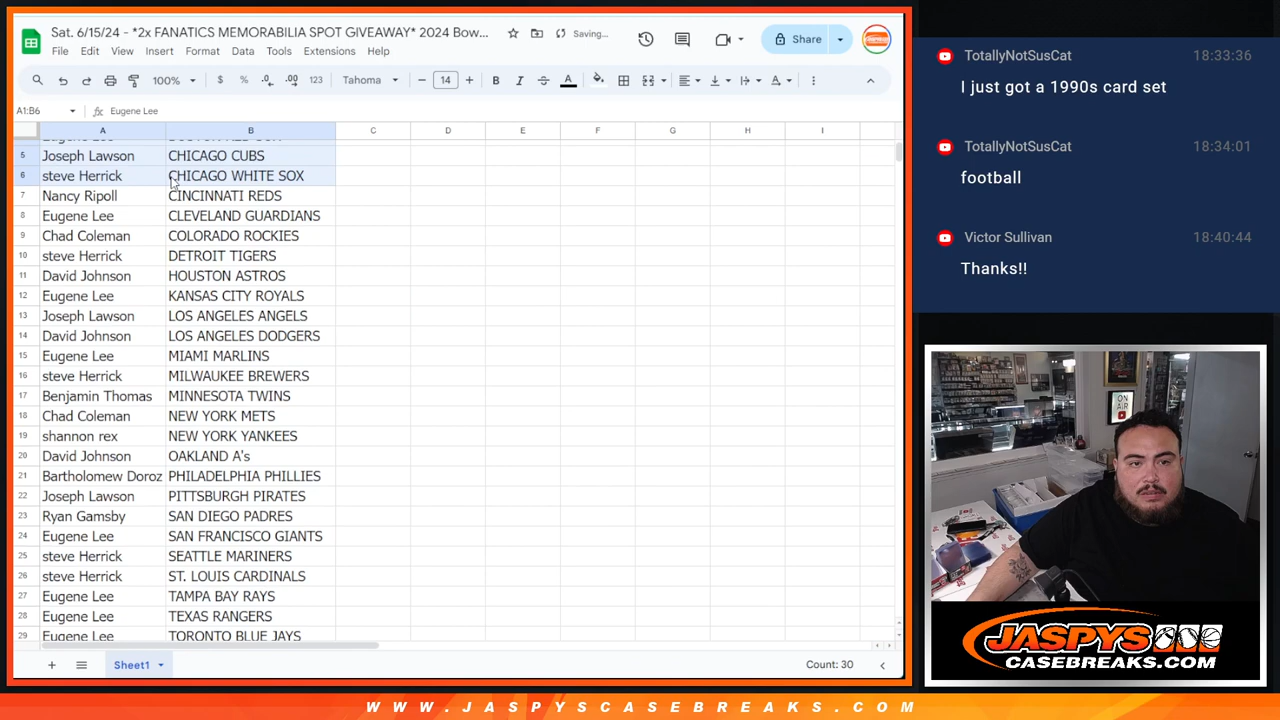 Sat. 6/15/24 - *2x FANATICS MEMORABILIA SPOT GIVEAWAY* 2024 Bow...
Saving...
Share
File Edit View Insert Format Data Tools Extensions Help
100% $ % .0 .00 123 Tahoma 14 B I A
A1:B6 fx Eugene Lee
A B C D E F G H I
5 Joseph Lawson CHICAGO CUBS
6 steve Herrick CHICAGO WHITE SOX
7 Nancy Ripoll CINCINNATI REDS
8 Eugene Lee CLEVELAND GUARDIANS
9 Chad Coleman COLORADO ROCKIES
10 steve Herrick DETROIT TIGERS
11 David Johnson HOUSTON ASTROS
12 Eugene Lee KANSAS CITY ROYALS
13 Joseph Lawson LOS ANGELES ANGELS
14 David Johnson LOS ANGELES DODGERS
15 Eugene Lee MIAMI MARLINS
16 steve Herrick MILWAUKEE BREWERS
17 Benjamin Thomas MINNESOTA TWINS
18 Chad Coleman NEW YORK METS
19 shannon rex NEW YORK YANKEES
20 David Johnson OAKLAND A's
21 Bartholomew Doroz PHILADELPHIA PHILLIES
22 Joseph Lawson PITTSBURGH PIRATES
23 Ryan Gamsby SAN DIEGO PADRES
24 Eugene Lee SAN FRANCISCO GIANTS
25 steve Herrick SEATTLE MARINERS
26 steve Herrick ST. LOUIS CARDINALS
27 Eugene Lee TAMPA BAY RAYS
28 Eugene Lee TEXAS RANGERS
29 Eugene Lee TORONTO BLUE JAYS
Sheet1
Count: 30
TotallyNotSusCat 18:33:36
I just got a 1990s card set
TotallyNotSusCat 18:34:01
football
Victor Sullivan 18:40:44
Thanks!!
ON
AIR
JASPYS
CASEBREAKS.COM
WWW.JASPYSCASEBREAKS.COM